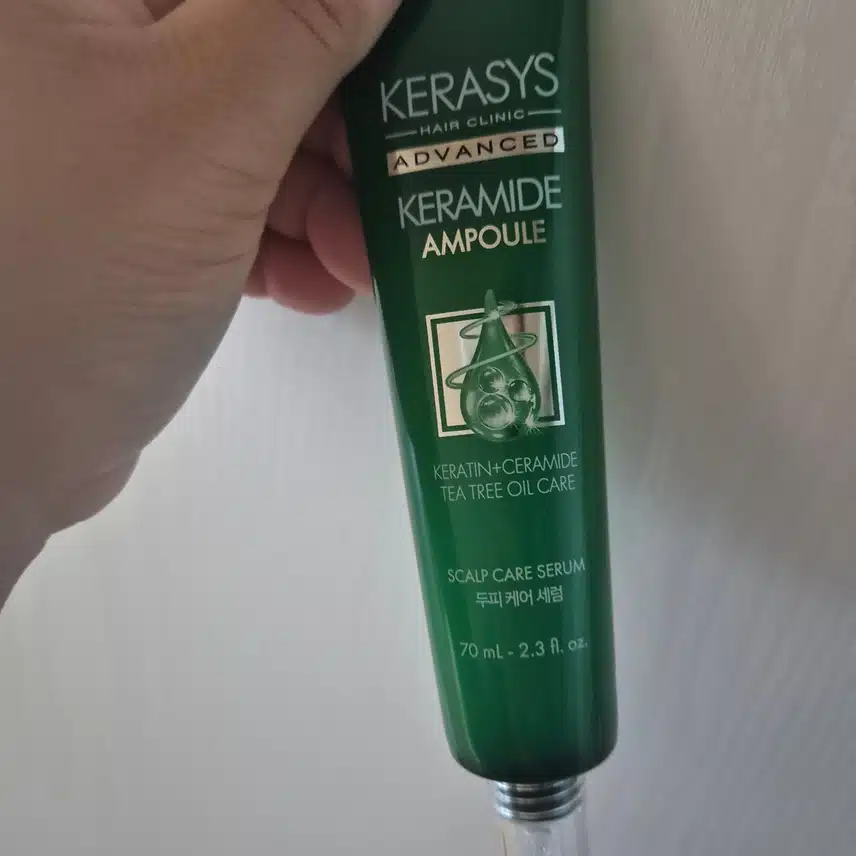 KERASYS
HAIR CLINIC
ADVANCED
KERAMIDE
AMPOULE
KERATIN+CERAMIDE
TEA TREE OIL CARE
SCALP CARE SERUM
두피 케어 세럼
70 mL - 2.3 fl. oz.